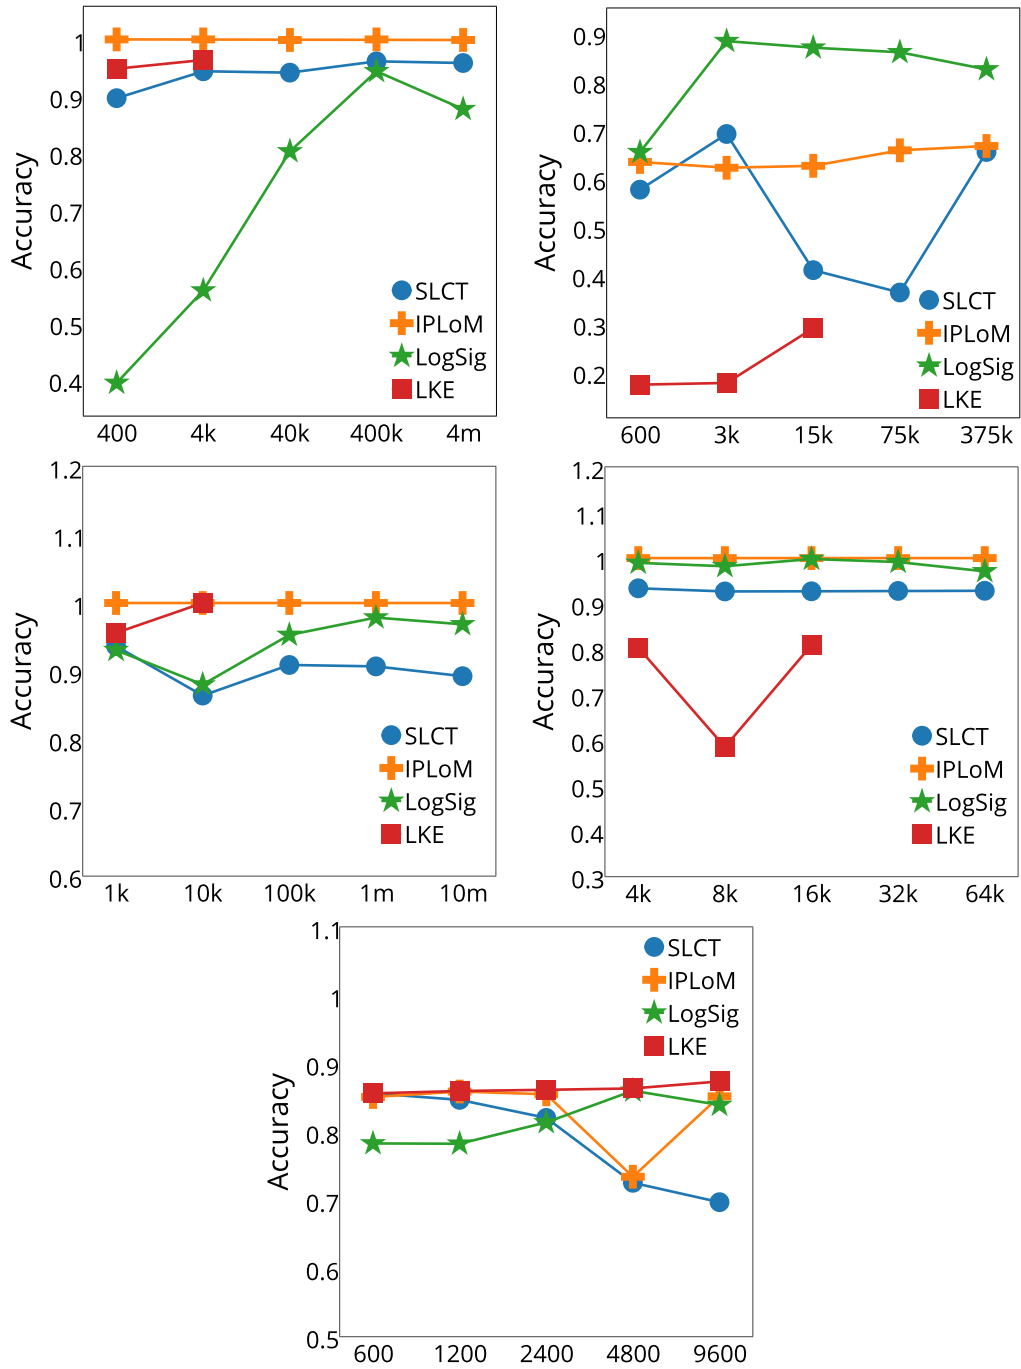 1
0.9
0.8
0.7
0.6
0.5
0.4
Accuracy
SLCT
IPLoM
LogSig
LKE
400 4k 40k 400k 4m
0.9
0.8
0.7
0.6
0.5
0.4
0.3
0.2
Accuracy
SLCT
IPLoM
LogSig
LKE
600 3k 15k 75k 375k
1.2
1.1
1
0.9
0.8
0.7
0.6
Accuracy
SLCT
IPLoM
LogSig
LKE
1k 10k 100k 1m 10m
1.2
1.1
1
0.9
0.8
0.7
0.6
0.5
0.4
0.3
Accuracy
SLCT
IPLoM
LogSig
LKE
4k 8k 16k 32k 64k
1.1
1
0.9
0.8
0.7
0.6
0.5
Accuracy
SLCT
IPLoM
LogSig
LKE
600 1200 2400 4800 9600